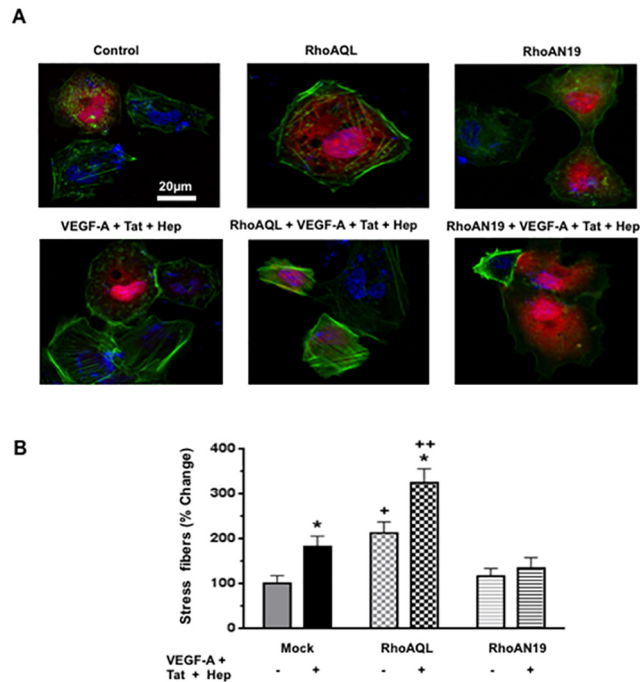 A
Control RhoAQL RhoAN19
20µm
VEGF-A + Tat + Hep RhoAQL + VEGF-A + Tat + Hep RhoAN19 + VEGF-A + Tat + Hep
B
Stress fibers (% Change)
400
300
200
100
0
* + ++ *
Mock RhoAQL RhoAN19
VEGF-A +
Tat + Hep - + - + - +